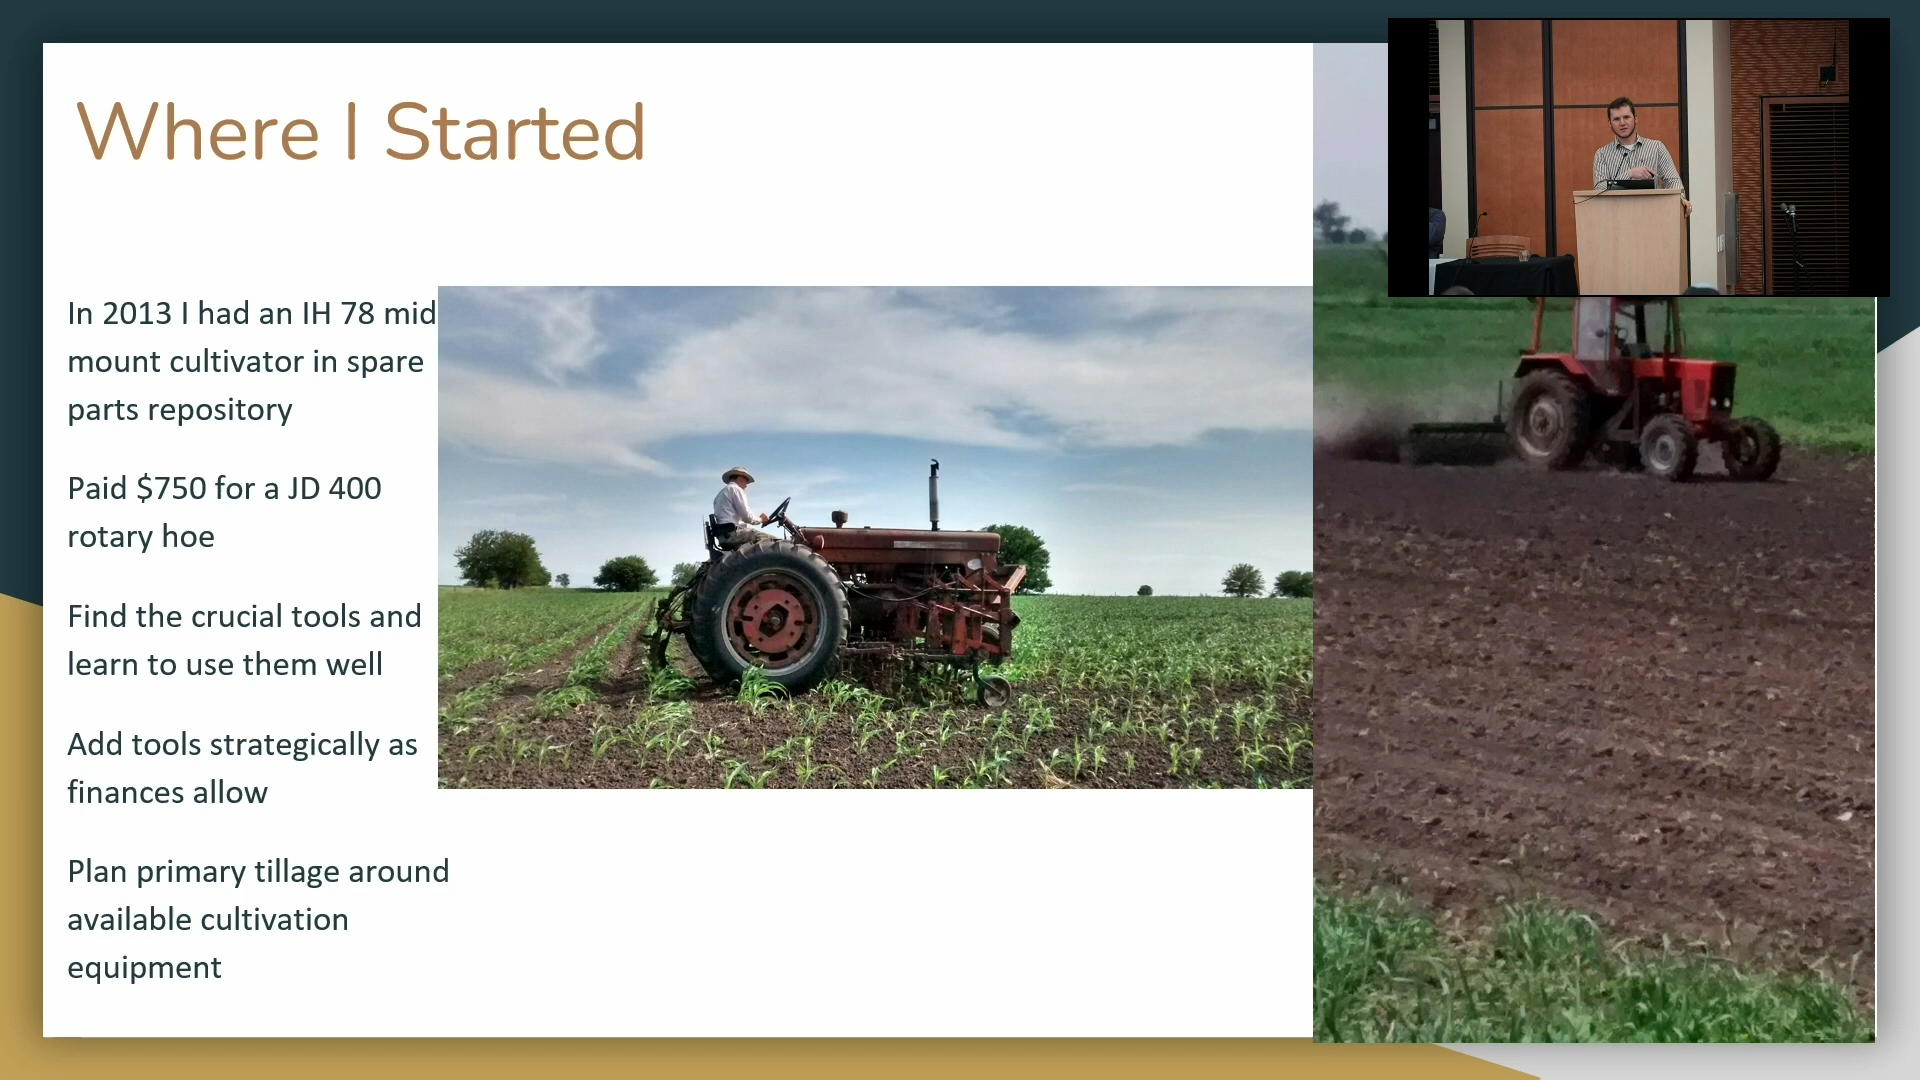 Where I Started
In 2013 I had an IH 78 mid
mount cultivator in spare
parts repository
Paid $750 for a JD 400
rotary hoe
Find the crucial tools and
learn to use them well
Add tools strategically as
finances allow
Plan primary tillage around
available cultivation
equipment